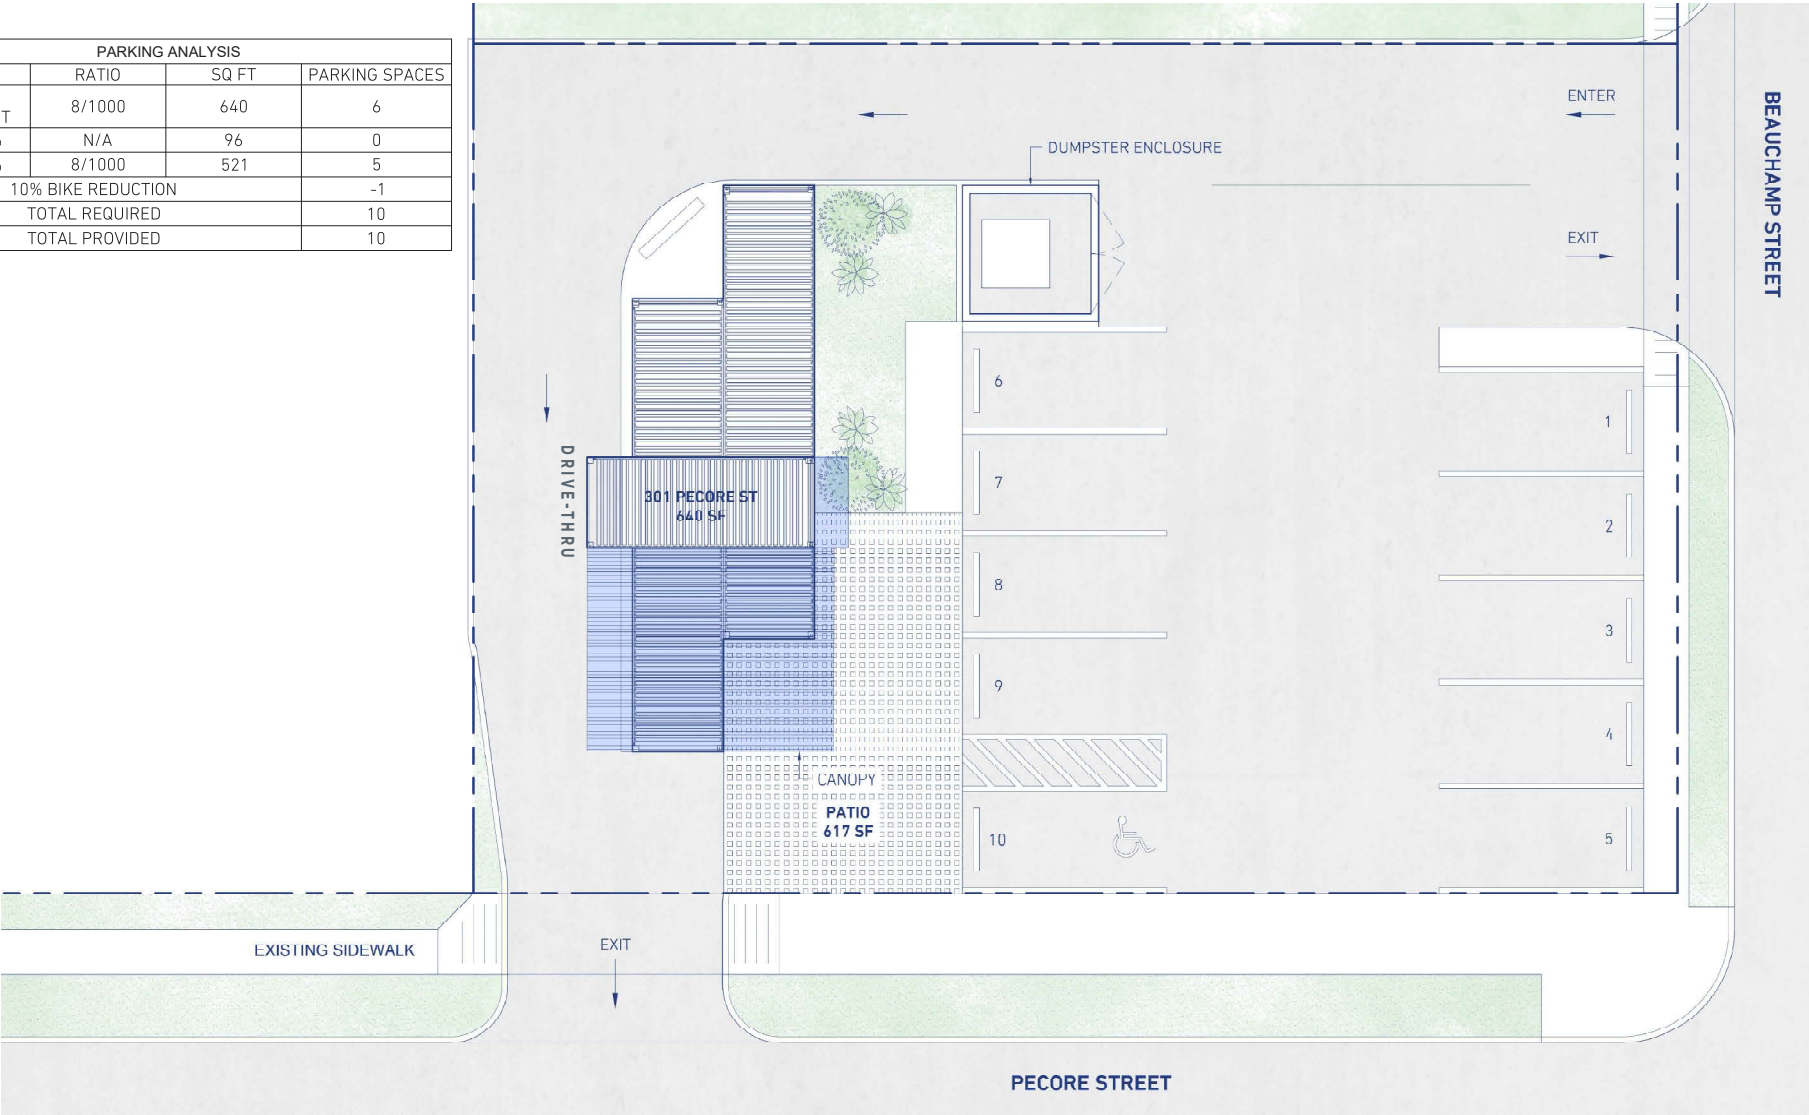 PARKING ANALYSIS
RATIO SQ FT PARKING SPACES
T 8/1000 640 6
N/A 96 0
8/1000 521 5
10% BIKE REDUCTION -1
TOTAL REQUIRED 10
TOTAL PROVIDED 10
ENTER
BEAUCHAMP STREET
DUMPSTER ENCLOSURE
EXIT
6
1
7
DRIVE-THRU
301 PECORE ST
640 SF
2
8
3
9
4
CANOPY
PATIO
617 SF
10
5
EXISTING SIDEWALK
EXIT
PECORE STREET